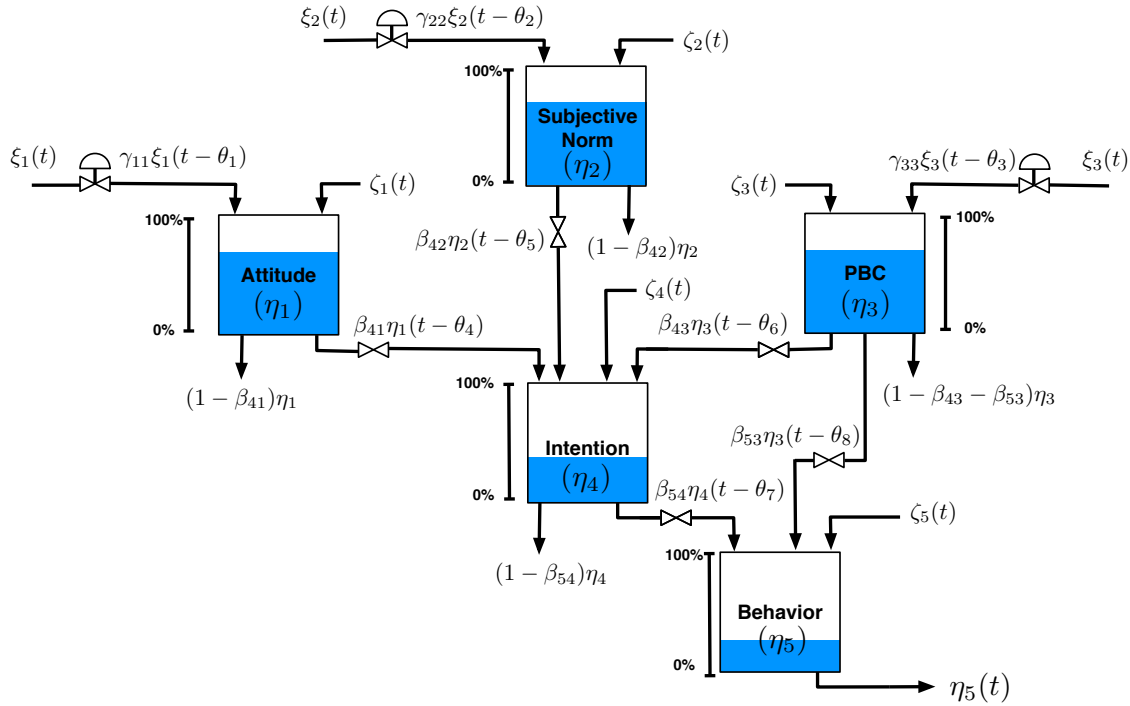 ξ₂(t)
γ₂₂ξ₂(t − θ₂)
ζ₂(t)
100%
Subjective
Norm
(η₂)
0%
ξ₁(t)
γ₁₁ξ₁(t − θ₁)
ζ₁(t)
100%
Attitude
(η₁)
0%
ζ₃(t)
γ₃₃ξ₃(t − θ₃)
ξ₃(t)
100%
PBC
(η₃)
0%
β₄₂η₂(t − θ₅)
(1 − β₄₂)η₂
ζ₄(t)
β₄₁η₁(t − θ₄)
β₄₃η₃(t − θ₆)
(1 − β₄₁)η₁
(1 − β₄₃ − β₅₃)η₃
100%
Intention
(η₄)
0%
β₅₃η₃(t − θ₈)
β₅₄η₄(t − θ₇)
ζ₅(t)
(1 − β₅₄)η₄
100%
Behavior
(η₅)
0%
η₅(t)